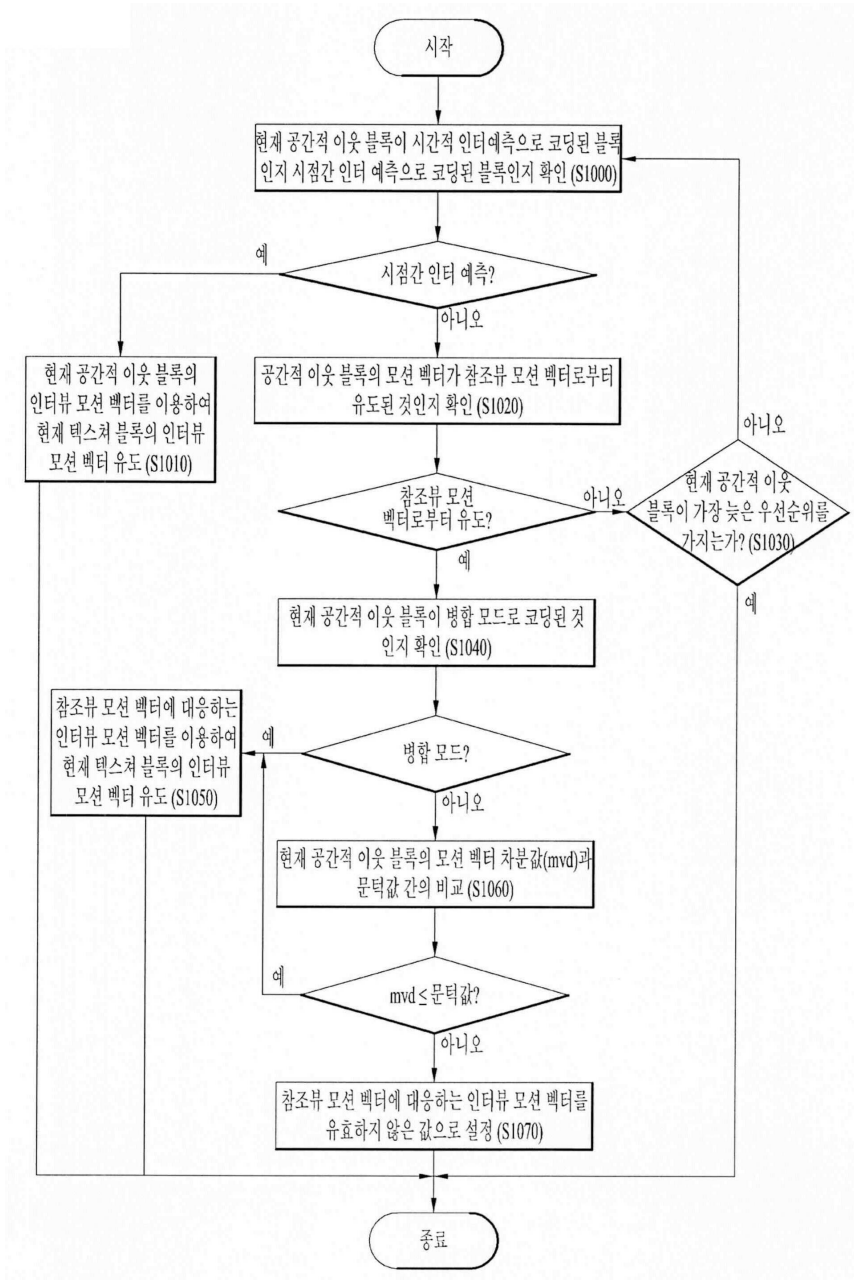 시작
현재 공간적 이웃 블록이 시간적 인터예측으로 코딩된 블록
인지 시점간 인터 예측으로 코딩된 블록인지 확인 (S1000)
예
시점간 인터 예측?
아니오
현재 공간적 이웃 블록의
인터뷰 모션 벡터를 이용하여
현재 텍스쳐 블록의 인터뷰
모션 벡터 유도 (S1010)
공간적 이웃 블록의 모션 벡터가 참조뷰 모션 벡터로부터
유도된 것인지 확인 (S1020)
참조뷰 모션
벡터로부터 유도?
아니오
예
아니오
현재 공간적 이웃
블록이 가장 늦은 우선순위를
가지는가? (S1030)
예
현재 공간적 이웃 블록이 병합 모드로 코딩된 것
인지 확인 (S1040)
참조뷰 모션 벡터에 대응하는
인터뷰 모션 벡터를 이용하여
현재 텍스쳐 블록의 인터뷰
모션 벡터 유도 (S1050)
예
병합 모드?
아니오
현재 공간적 이웃 블록의 모션 벡터 차분값(mvd)과
문턱값 간의 비교 (S1060)
예
mvd ≤ 문턱값?
아니오
참조뷰 모션 벡터에 대응하는 인터뷰 모션 벡터를
유효하지 않은 값으로 설정 (S1070)
종료